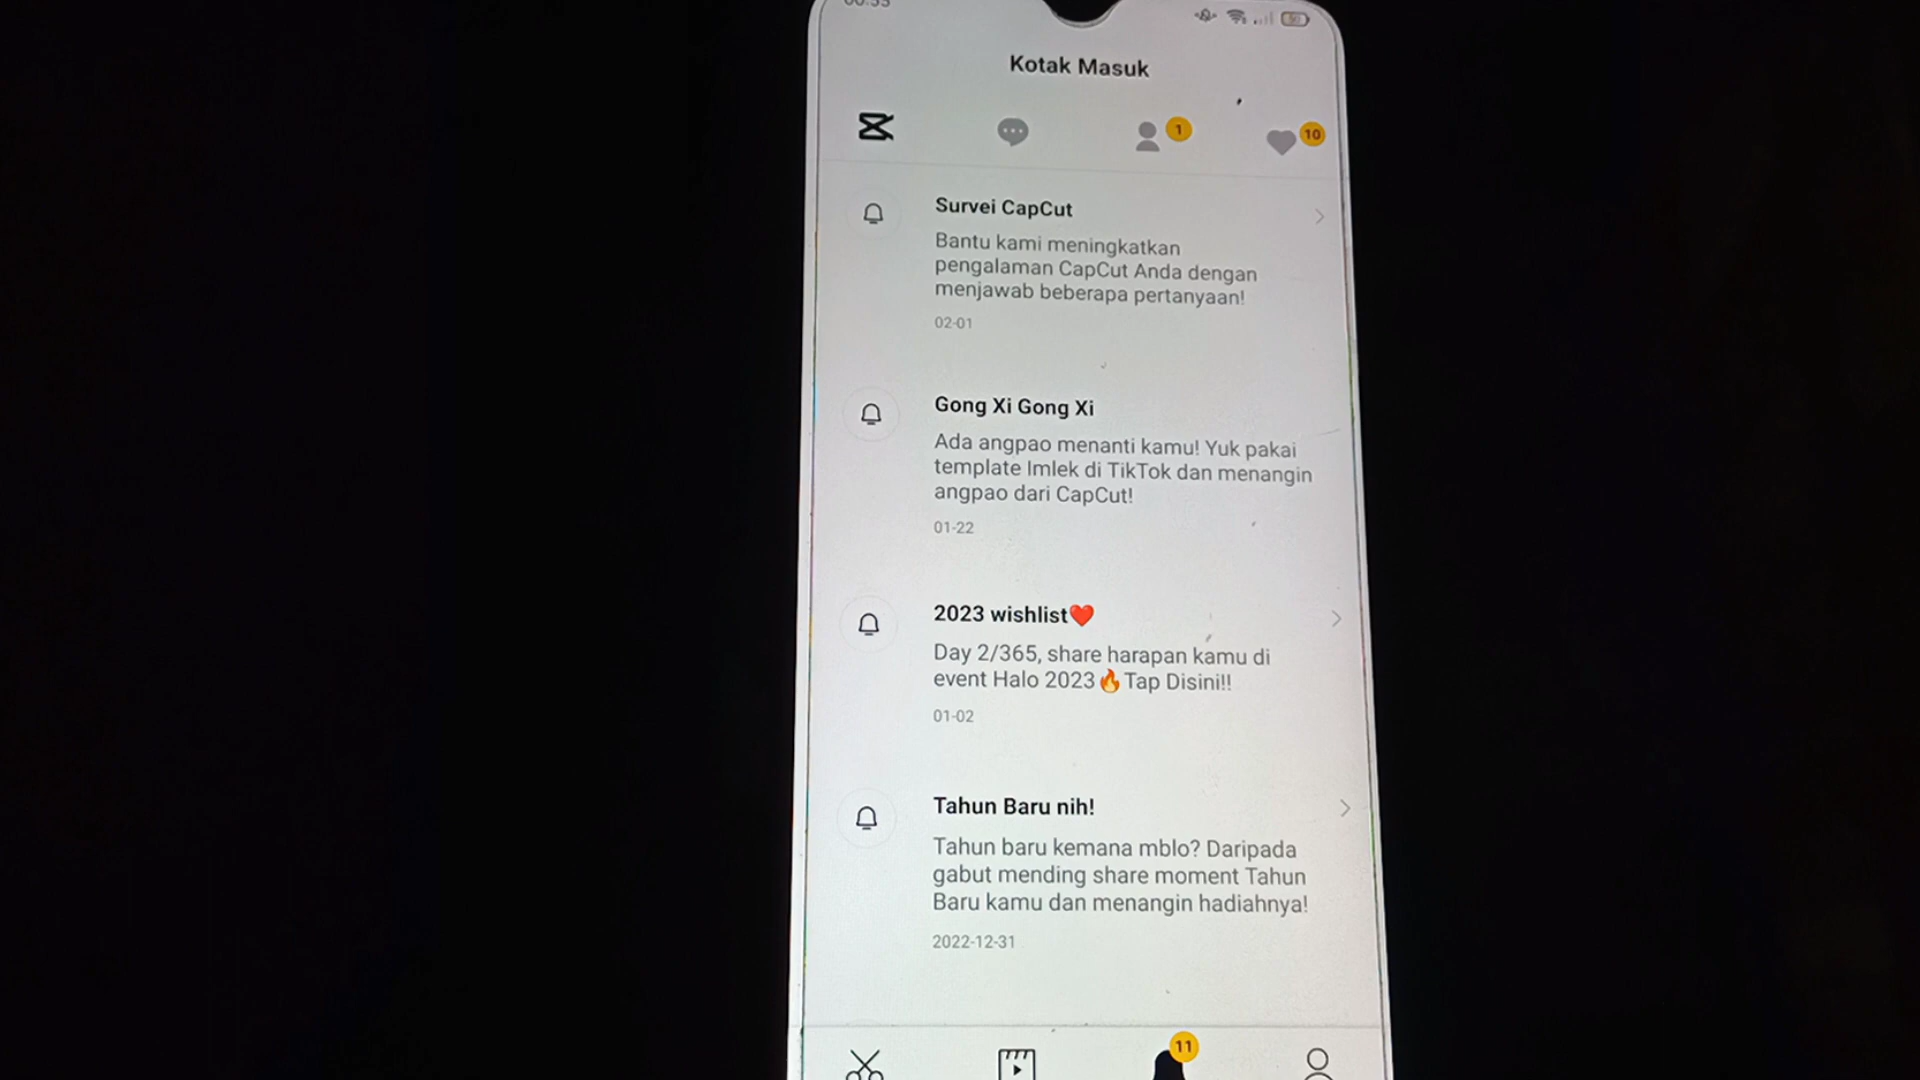 Kotak Masuk
1
10
Survei CapCut
Bantu kami meningkatkan
pengalaman CapCut Anda dengan
menjawab beberapa pertanyaan!
02-01
Gong Xi Gong Xi
Ada angpao menanti kamu! Yuk pakai
template Imlek di TikTok dan menangin
angpao dari CapCut!
01-22
2023 wishlist❤️
Day 2/365, share harapan kamu di
event Halo 2023🔥Tap Disini!!
01-02
Tahun Baru nih!
Tahun baru kemana mblo? Daripada
gabut mending share moment Tahun
Baru kamu dan menangin hadiahnya!
2022-12-31
11